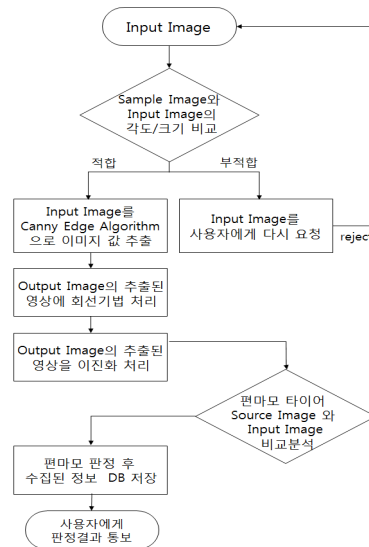 Input Image
Sample Image와
Input Image의
각도/크기 비교
적합
부적합
Input Image를
Canny Edge Algorithm
으로 이미지 값 추출
Input Image를
사용자에게 다시 요청
reject
Output Image의 추출된
영상에 회선기법 처리
Output Image의 추출된
영상을 이진화 처리
편마모 타이어
Source Image 와
Input Image
비교분석
편마모 판정 후
수집된 정보 DB 저장
사용자에게
판정결과 통보